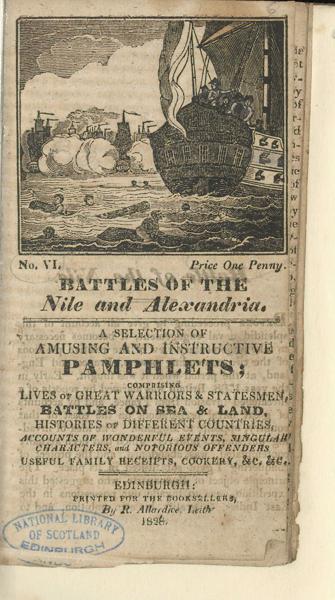 No. VI. Price One Penny.
BATTLES OF THE
Nile and Alexandria.
A SELECTION OF
AMUSING AND INSTRUCTIVE
PAMPHLETS;
COMPRISING
LIVES OF GREAT WARRIORS & STATESMEN,
BATTLES ON SEA & LAND,
HISTORIES OF DIFFERENT COUNTRIES,
ACCOUNTS OF WONDERFUL EVENTS, SINGULAR
CHARACTERS, and NOTORIOUS OFFENDERS
USEFUL FAMILY RECEIPTS, COOKERY, &c. &c.
EDINBURGH:
PRINTED FOR THE BOOKSELLERS,
By R. Allardice, Leith
NATIONAL LIBRARY
OF SCOTLAND
EDINBURGH